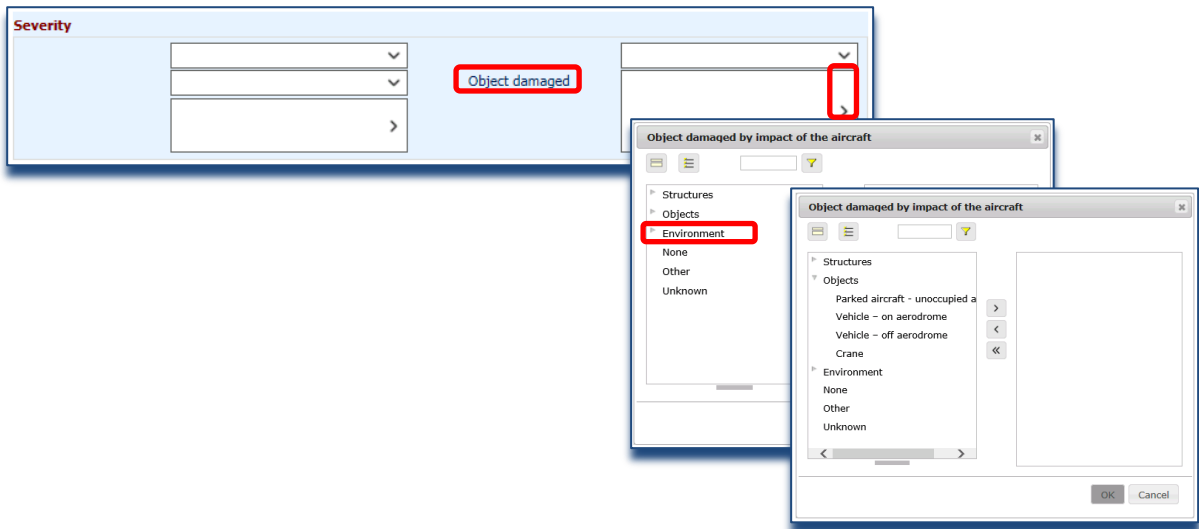 Severity
Object damaged
Object damaged by impact of the aircraft
Structures
Objects
Environment
None
Other
Unknown
Object damaged by impact of the aircraft
Structures
Objects
Parked aircraft - unoccupied a
Vehicle – on aerodrome
Vehicle – off aerodrome
Crane
Environment
None
Other
Unknown
OK Cancel